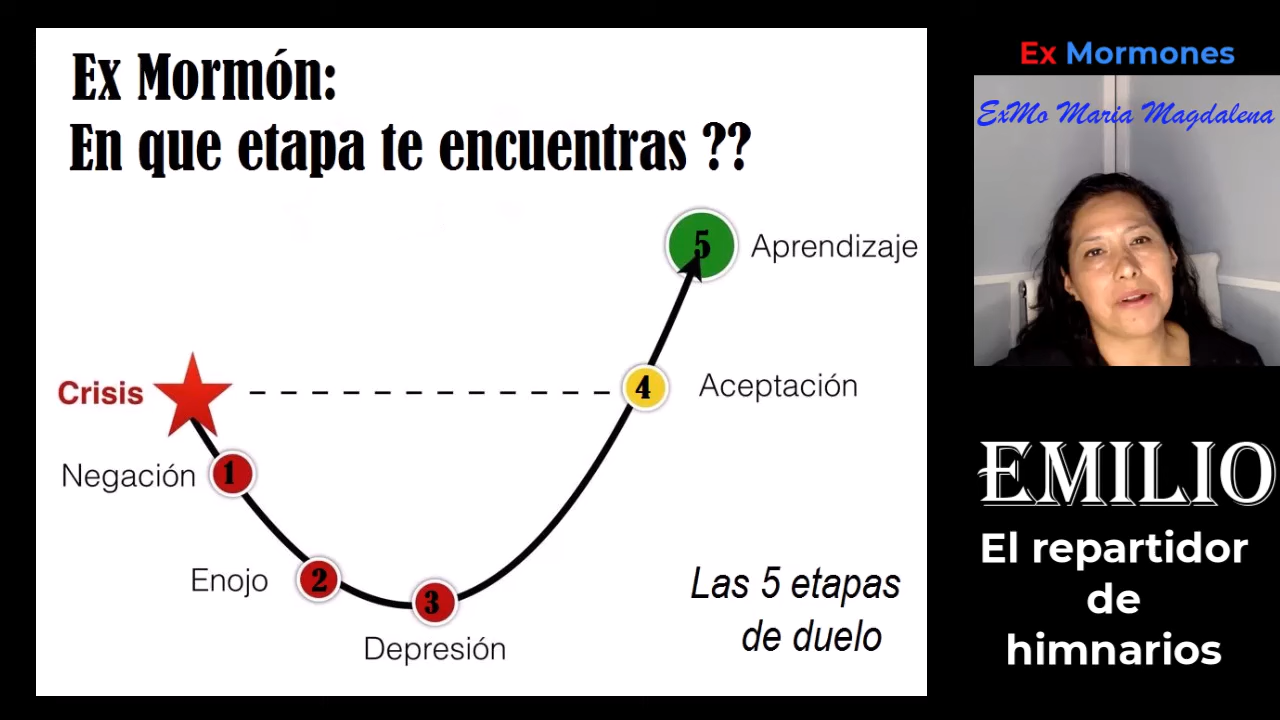 Ex Mormón:
En que etapa te encuentras ??
5
Aprendizaje
Crisis
4
Aceptación
Negación
1
Enojo
2
3
Depresión
Las 5 etapas
de duelo
Ex Mormones
ExMo Maria Magdalena
EMILIO
El repartidor
de
himnarios